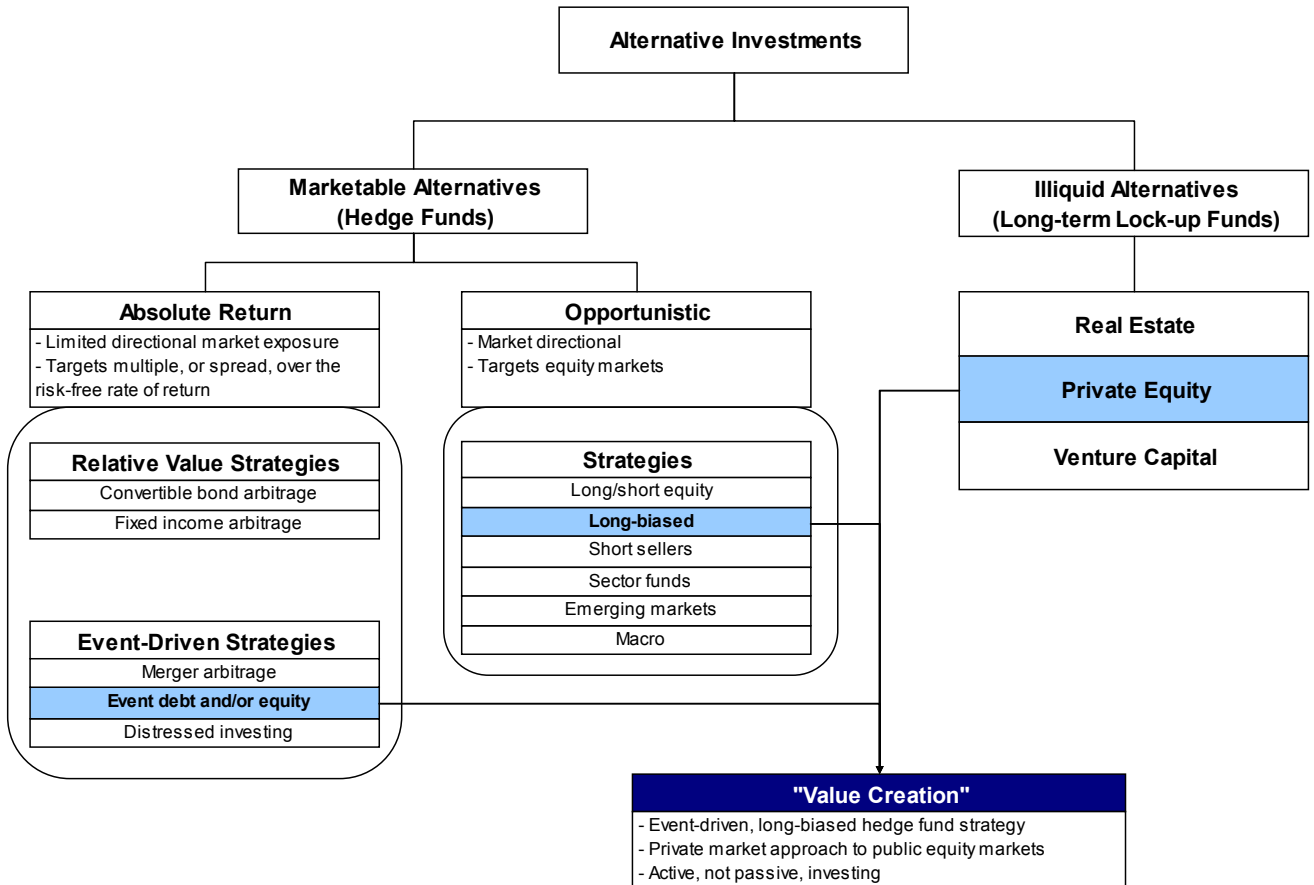 Alternative Investments
Marketable Alternatives
(Hedge Funds)
Illiquid Alternatives
(Long-term Lock-up Funds)
Absolute Return
- Limited directional market exposure
- Targets multiple, or spread, over the
risk-free rate of return
Relative Value Strategies
Convertible bond arbitrage
Fixed income arbitrage
Event-Driven Strategies
Merger arbitrage
Event debt and/or equity
Distressed investing
Opportunistic
- Market directional
- Targets equity markets
Strategies
Long/short equity
Long-biased
Short sellers
Sector funds
Emerging markets
Macro
Real Estate
Private Equity
Venture Capital
"Value Creation"
- Event-driven, long-biased hedge fund strategy
- Private market approach to public equity markets
- Active, not passive, investing